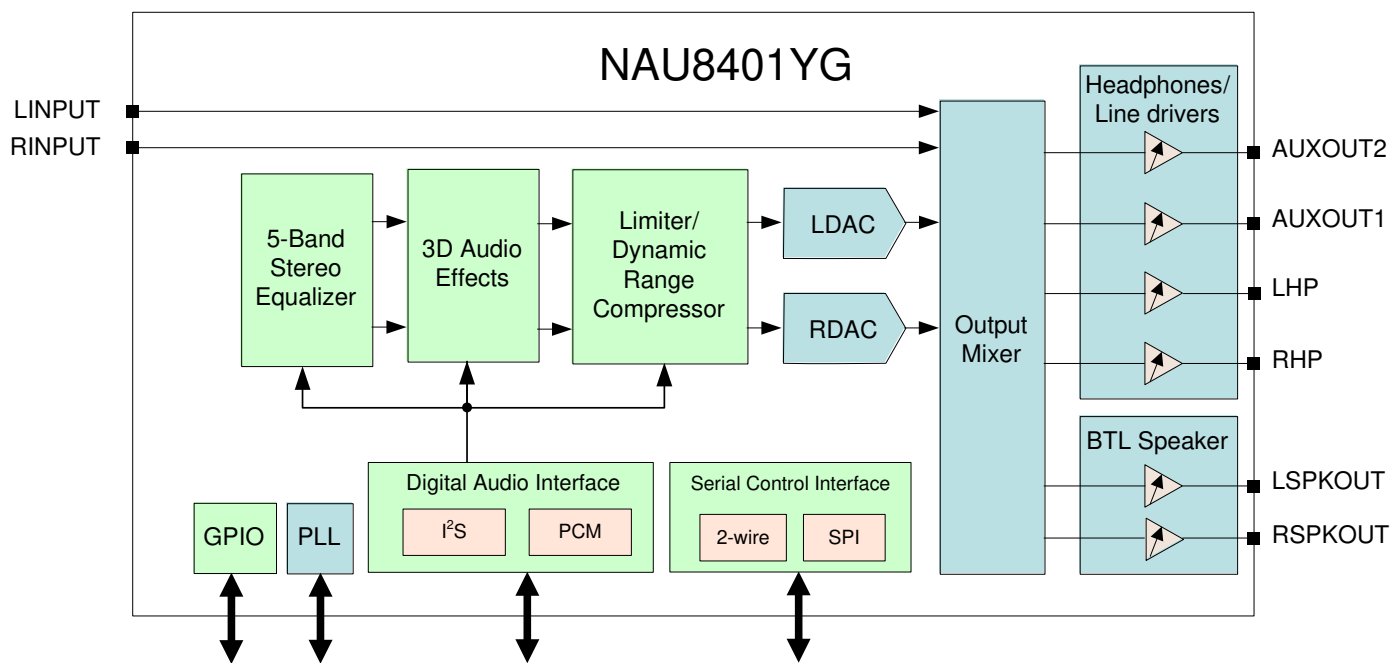 NAU8401YG
LINPUT
RINPUT
5-Band
Stereo
Equalizer
3D Audio
Effects
Limiter/
Dynamic
Range
Compressor
LDAC
RDAC
Output
Mixer
Headphones/
Line drivers
AUXOUT2
AUXOUT1
LHP
RHP
BTL Speaker
LSPKOUT
RSPKOUT
GPIO
PLL
Digital Audio Interface
I²S
PCM
Serial Control Interface
2-wire
SPI